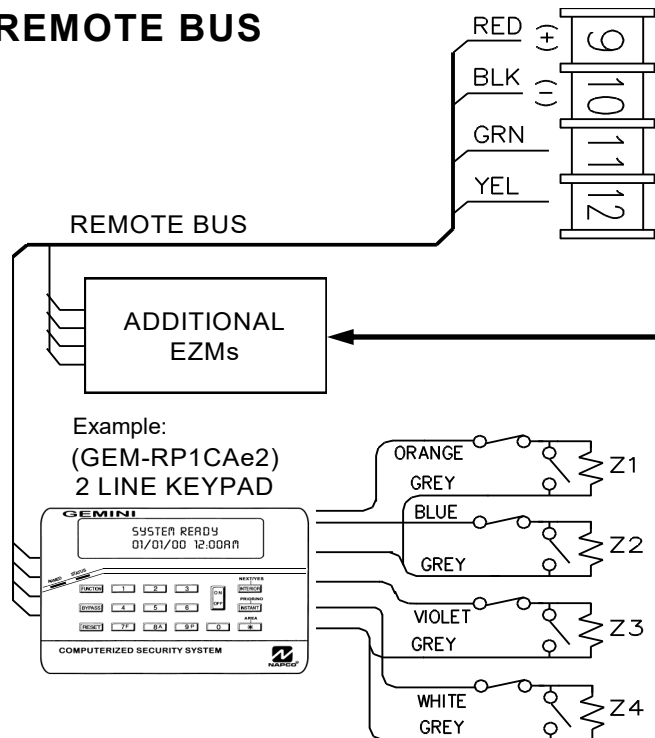 REMOTE BUS
RED (+) 9
BLK (-) 10
GRN 11
YEL 12
REMOTE BUS
ADDITIONAL
EZMs
Example:
(GEM-RP1CAe2)
2 LINE KEYPAD
ORANGE
Z1
GREY
BLUE
Z2
GREY
VIOLET
Z3
GREY
WHITE
Z4
GREY
GEMINI
SYSTEM READY
01/01/00 12:00AM
ARMED STATUS
NEXT/YES
FUNCTION 1 2 3 ON INTERIOR
OFF
PRIOR/NO
BYPASS 4 5 6 INSTANT
AREA
RESET 7F 8A 9P 0 *
COMPUTERIZED SECURITY SYSTEM
NAPCO®